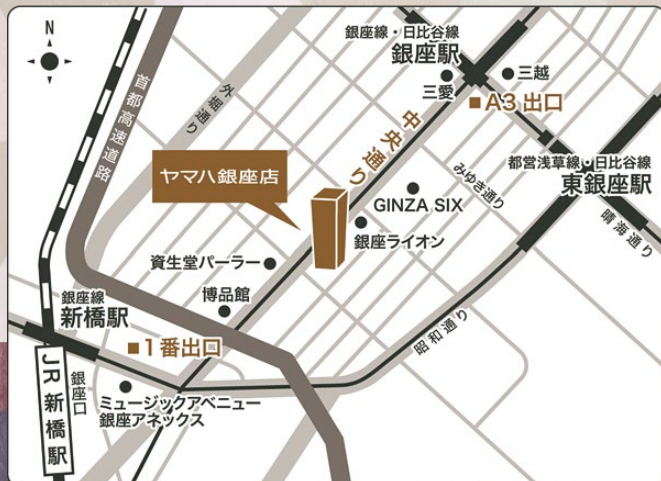 N
首都高速道路
外堀通り
銀座線・日比谷線
銀座駅
三愛
三越
■A3 出口
中央通り
都営浅草線・日比谷線
東銀座駅
みゆき通り
晴海通り
ヤマハ銀座店
GINZA SIX
銀座ライオン
資生堂パーラー
博品館
銀座線
新橋駅
■1番出口
昭和通り
JR新橋駅
銀座口
ミュージックアベニュー
銀座アネックス